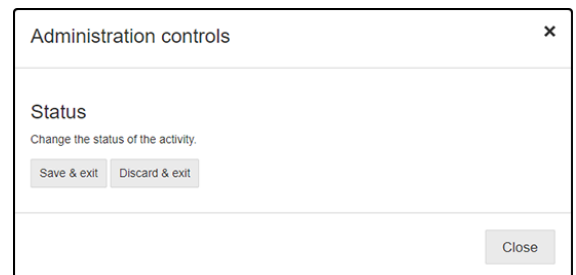 Administration controls ×
Status
Change the status of the activity.
Save & exit Discard & exit
Close